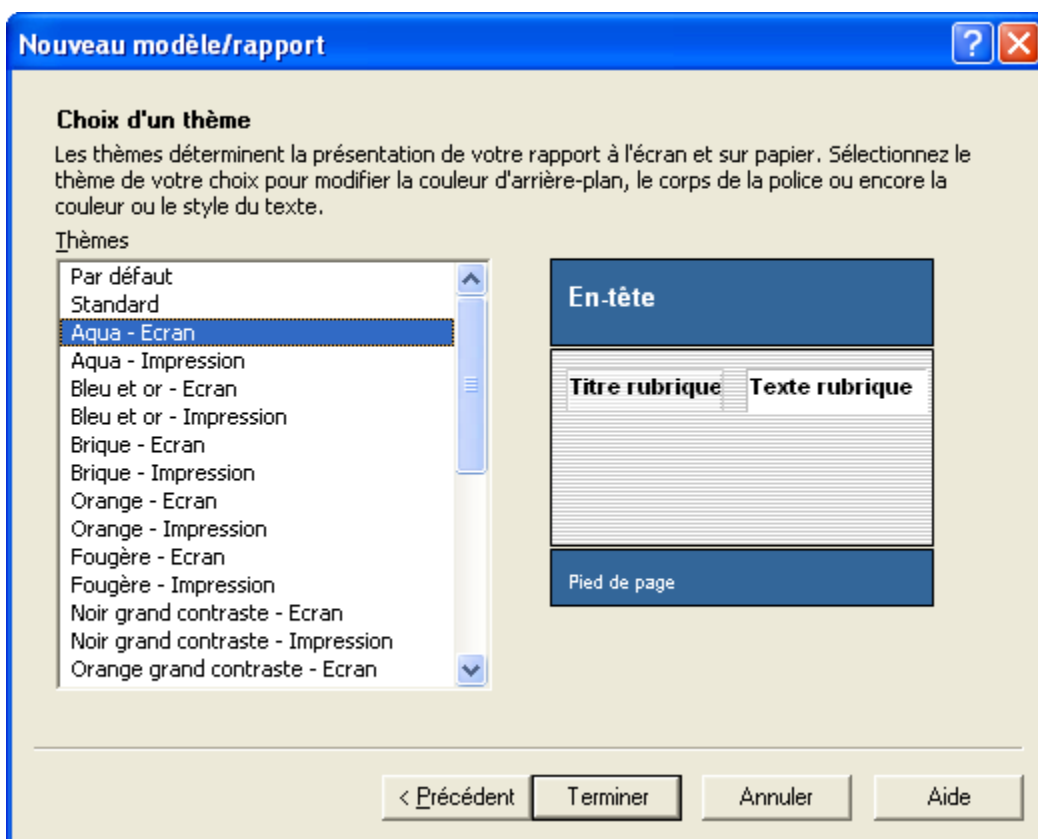 Nouveau modèle/rapport
Choix d'un thème
Les thèmes déterminent la présentation de votre rapport à l'écran et sur papier. Sélectionnez le
thème de votre choix pour modifier la couleur d'arrière-plan, le corps de la police ou encore la
couleur ou le style du texte.
Thèmes
Par défaut
Standard
Aqua - Ecran
Aqua - Impression
Bleu et or - Ecran
Bleu et or - Impression
Brique - Ecran
Brique - Impression
Orange - Ecran
Orange - Impression
Fougère - Ecran
Fougère - Impression
Noir grand contraste - Ecran
Noir grand contraste - Impression
Orange grand contraste - Ecran
En-tête
Titre rubrique Texte rubrique
Pied de page
< Précédent Terminer Annuler Aide